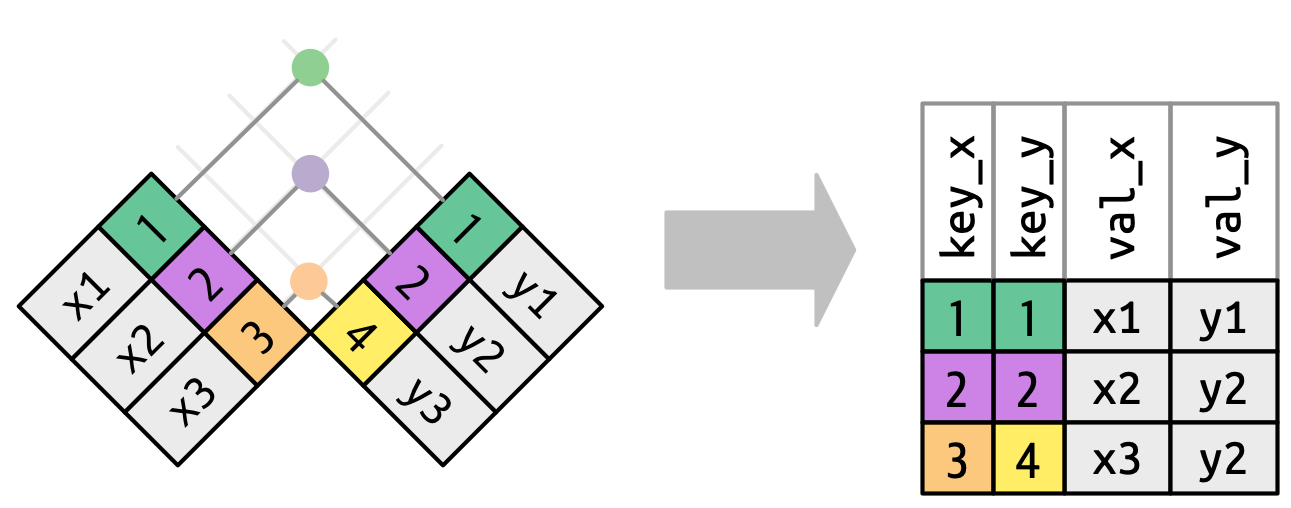 1
x1
2
x2
3
x3
1
y1
2
y2
4
y3
key_x key_y val_x val_y
1 1 x1 y1
2 2 x2 y2
3 4 x3 y2